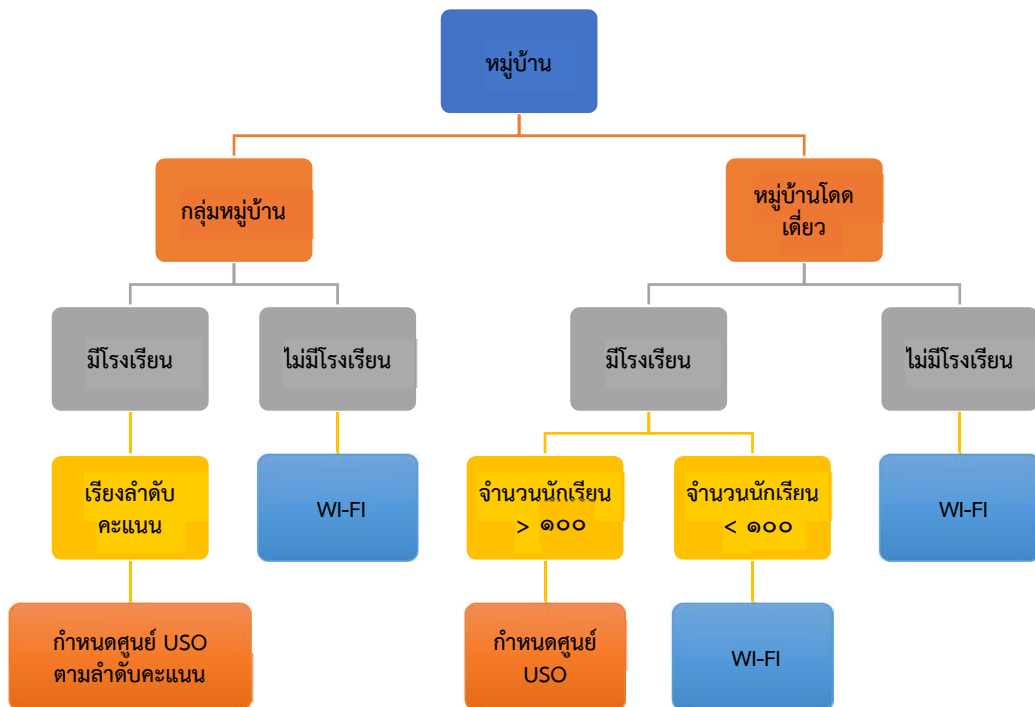 หมู่บ้าน
กลุ่มหมู่บ้าน
หมู่บ้านโดด
เดี่ยว
มีโรงเรียน
ไม่มีโรงเรียน
มีโรงเรียน
ไม่มีโรงเรียน
เรียงลำดับ
คะแนน
WI-FI
จำนวนนักเรียน
> ๑๐๐
จำนวนนักเรียน
< ๑๐๐
WI-FI
กำหนดศูนย์ USO
ตามลำดับคะแนน
กำหนดศูนย์
USO
WI-FI